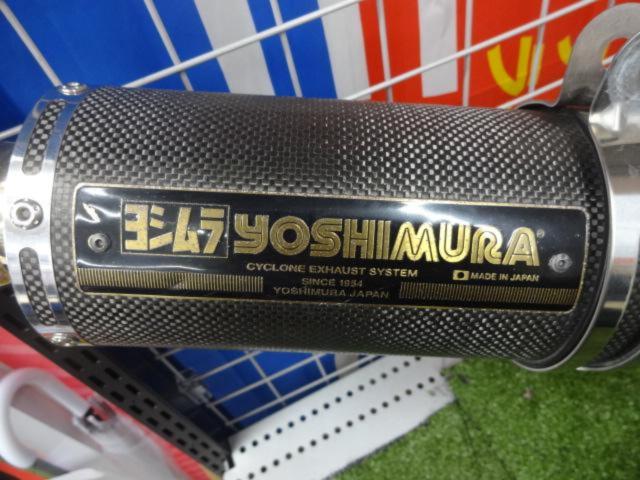 ヨシムラ YOSHIMURA®
CYCLONE EXHAUST SYSTEM
MADE IN JAPAN
SINCE 1954
YOSHIMURA JAPAN